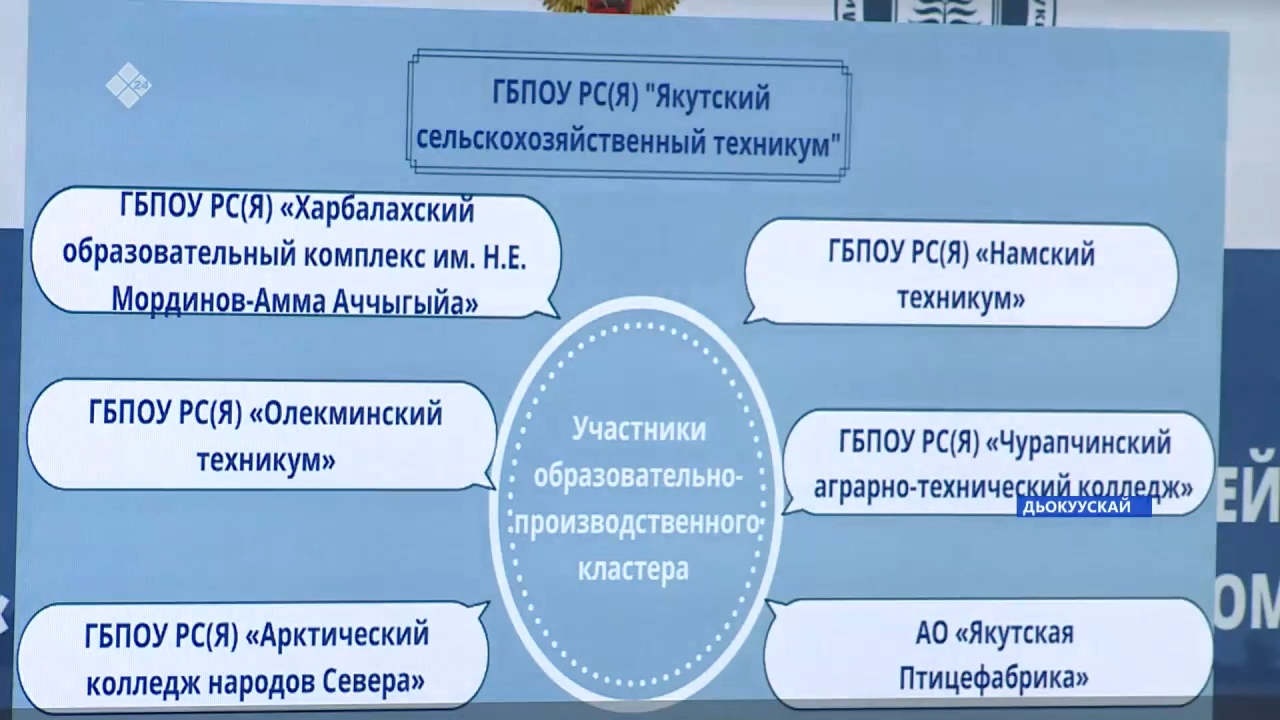 24
ГБПОУ РС(Я) "Якутский
сельскохозяйственный техникум"
ГБПОУ РС(Я) «Харбалахский
образовательный комплекс им. Н.Е.
Мординов-Амма Аччыгыйа»
ГБПОУ РС(Я) «Намский
техникум»
ГБПОУ РС(Я) «Олекминский
техникум»
Участники
образовательно-
производственного
кластера
ГБПОУ РС(Я) «Чурапчинский
аграрно-технический колледж»
ДЬОКУУСКАЙ
ГБПОУ РС(Я) «Арктический
колледж народов Севера»
АО «Якутская
Птицефабрика»